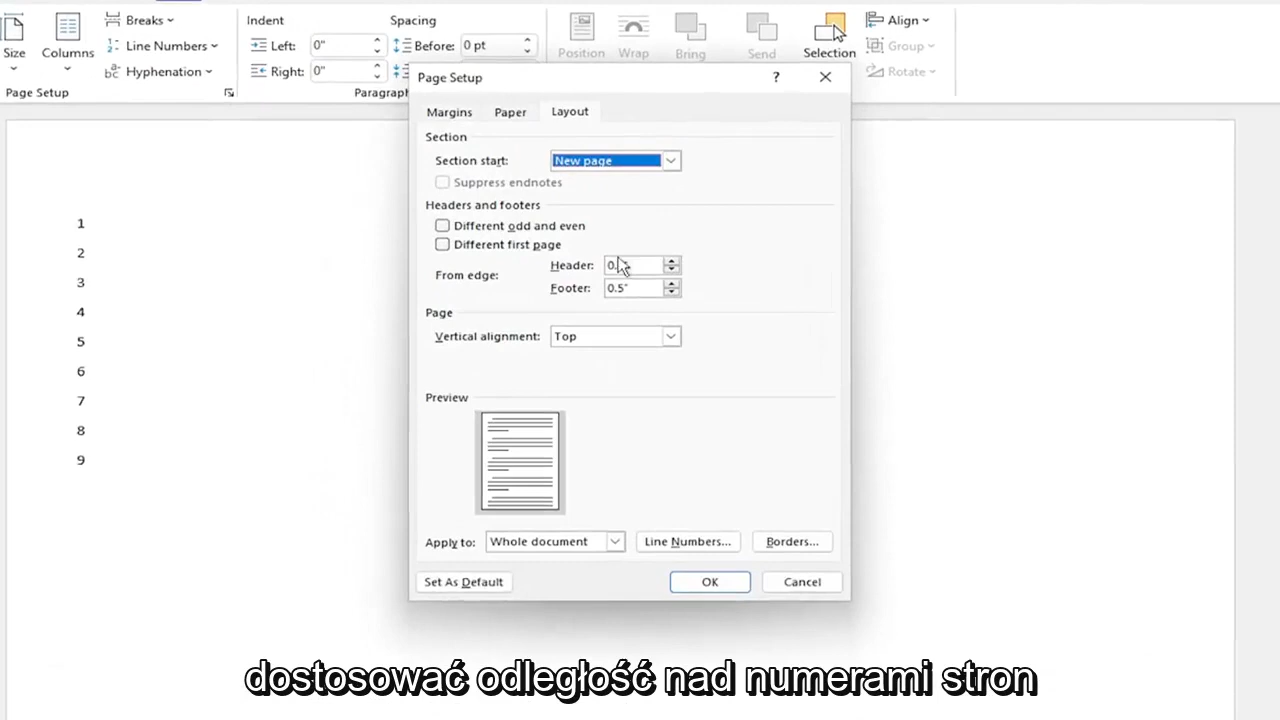 Breaks
Indent
Spacing
Align
Line Numbers
Left: 0"
Before: 0 pt
Group
Size
Columns
Position
Wrap
Bring
Send
Selection
Hyphenation
Right: 0"
Rotate
Page Setup
Paragraph
Page Setup
?
Margins
Paper
Layout
Section
Section start: New page
Suppress endnotes
Headers and footers
Different odd and even
Different first page
From edge:
Header:
Footer: 0.5"
Page
Vertical alignment: Top
Preview
Apply to: Whole document
Line Numbers...
Borders...
Set As Default
OK
Cancel
1
2
3
4
5
6
7
8
9
dostosować odległość nad numerami stron